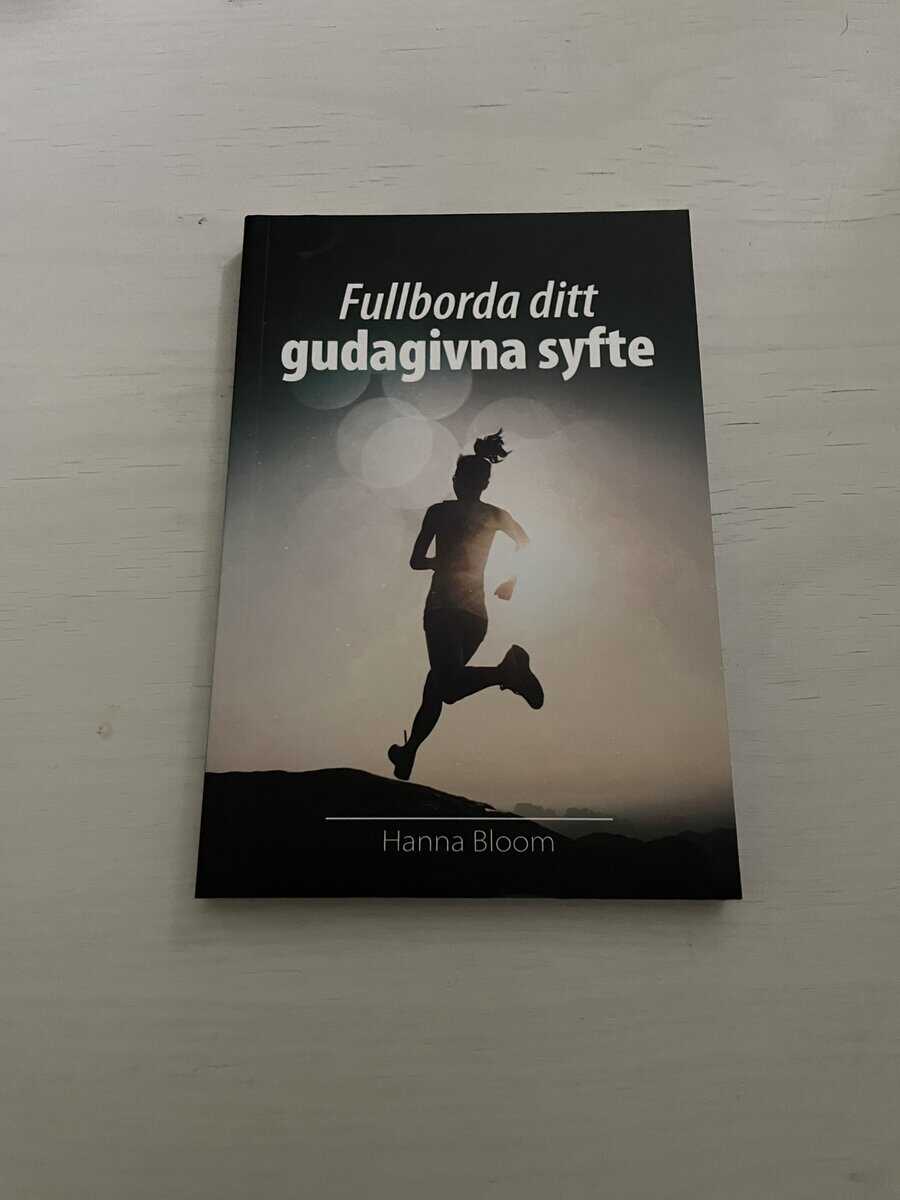 Fullborda ditt
gudagivna syfte
Hanna Bloom